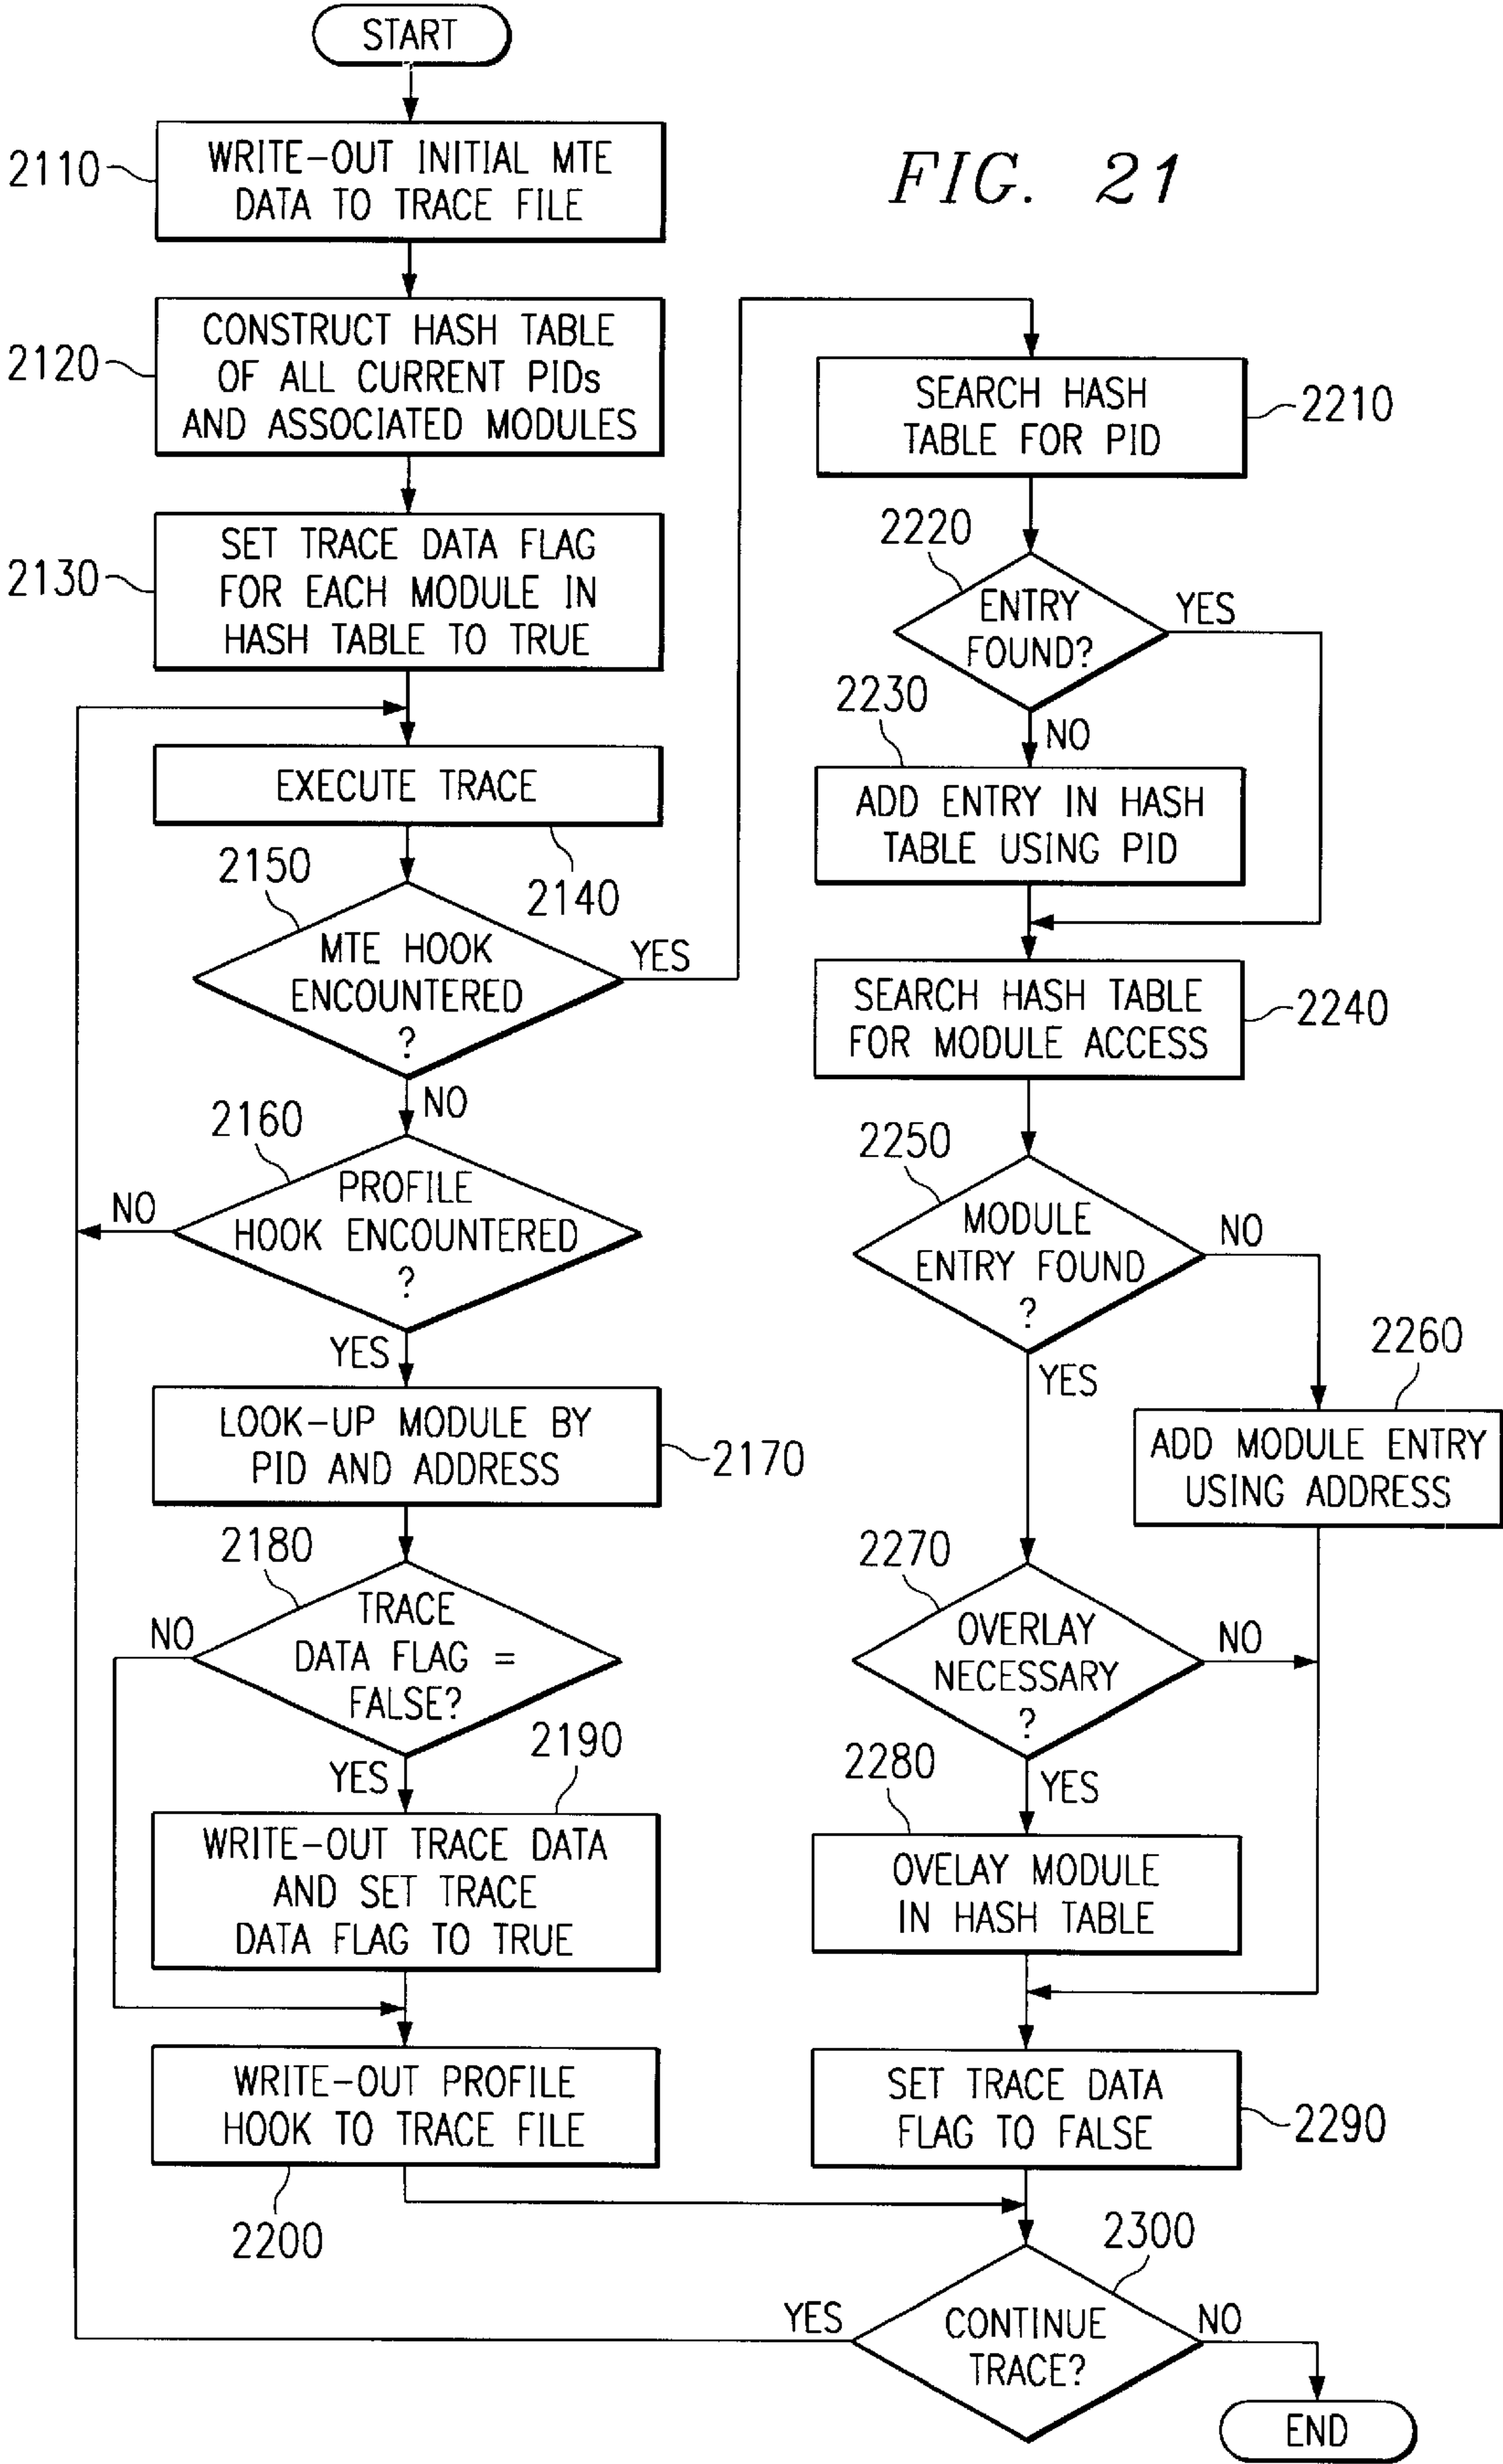 START
2110
WRITE-OUT INITIAL MTE
DATA TO TRACE FILE
FIG. 21
2120
CONSTRUCT HASH TABLE
OF ALL CURRENT PIDs
AND ASSOCIATED MODULES
2130
SET TRACE DATA FLAG
FOR EACH MODULE IN
HASH TABLE TO TRUE
EXECUTE TRACE
2140
2150
MTE HOOK
ENCOUNTERED
?
YES
NO
2160
PROFILE
HOOK ENCOUNTERED
?
NO
YES
LOOK-UP MODULE BY
PID AND ADDRESS
2170
2180
TRACE
DATA FLAG =
FALSE?
NO
YES
2190
WRITE-OUT TRACE DATA
AND SET TRACE
DATA FLAG TO TRUE
WRITE-OUT PROFILE
HOOK TO TRACE FILE
2200
SEARCH HASH
TABLE FOR PID
2210
2220
ENTRY
FOUND?
YES
NO
2230
ADD ENTRY IN HASH
TABLE USING PID
SEARCH HASH TABLE
FOR MODULE ACCESS
2240
2250
MODULE
ENTRY FOUND
?
NO
YES
2260
ADD MODULE ENTRY
USING ADDRESS
2270
OVERLAY
NECESSARY
?
NO
YES
2280
OVELAY MODULE
IN HASH TABLE
SET TRACE DATA
FLAG TO FALSE
2290
2300
CONTINUE
TRACE?
YES
NO
END